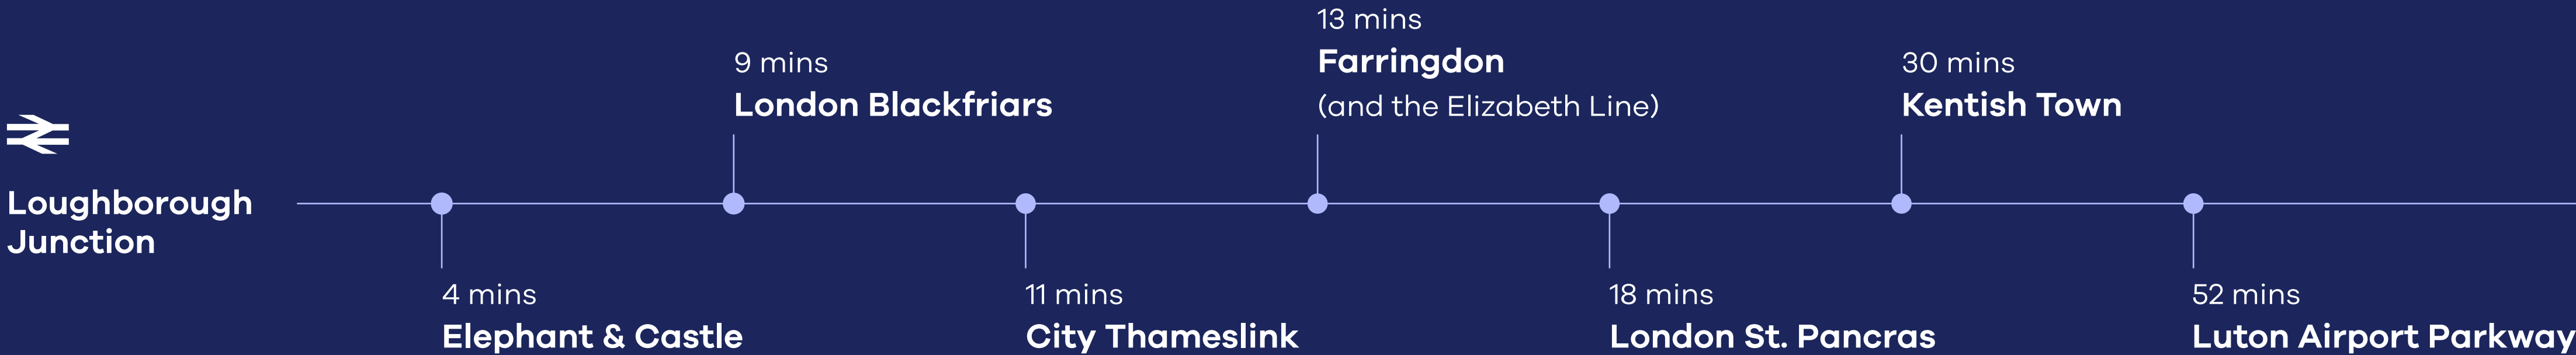 Loughborough
Junction
4 mins
Elephant & Castle
9 mins
London Blackfriars
11 mins
City Thameslink
13 mins
Farringdon
(and the Elizabeth Line)
18 mins
London St. Pancras
30 mins
Kentish Town
52 mins
Luton Airport Parkway